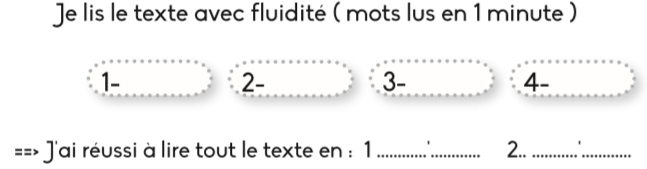 Je lis le texte avec fluidité ( mots lus en 1 minute )
1- 2- 3- 4-
==> J'ai réussi à lire tout le texte en : 1 ............'............ 2.. ...........'............